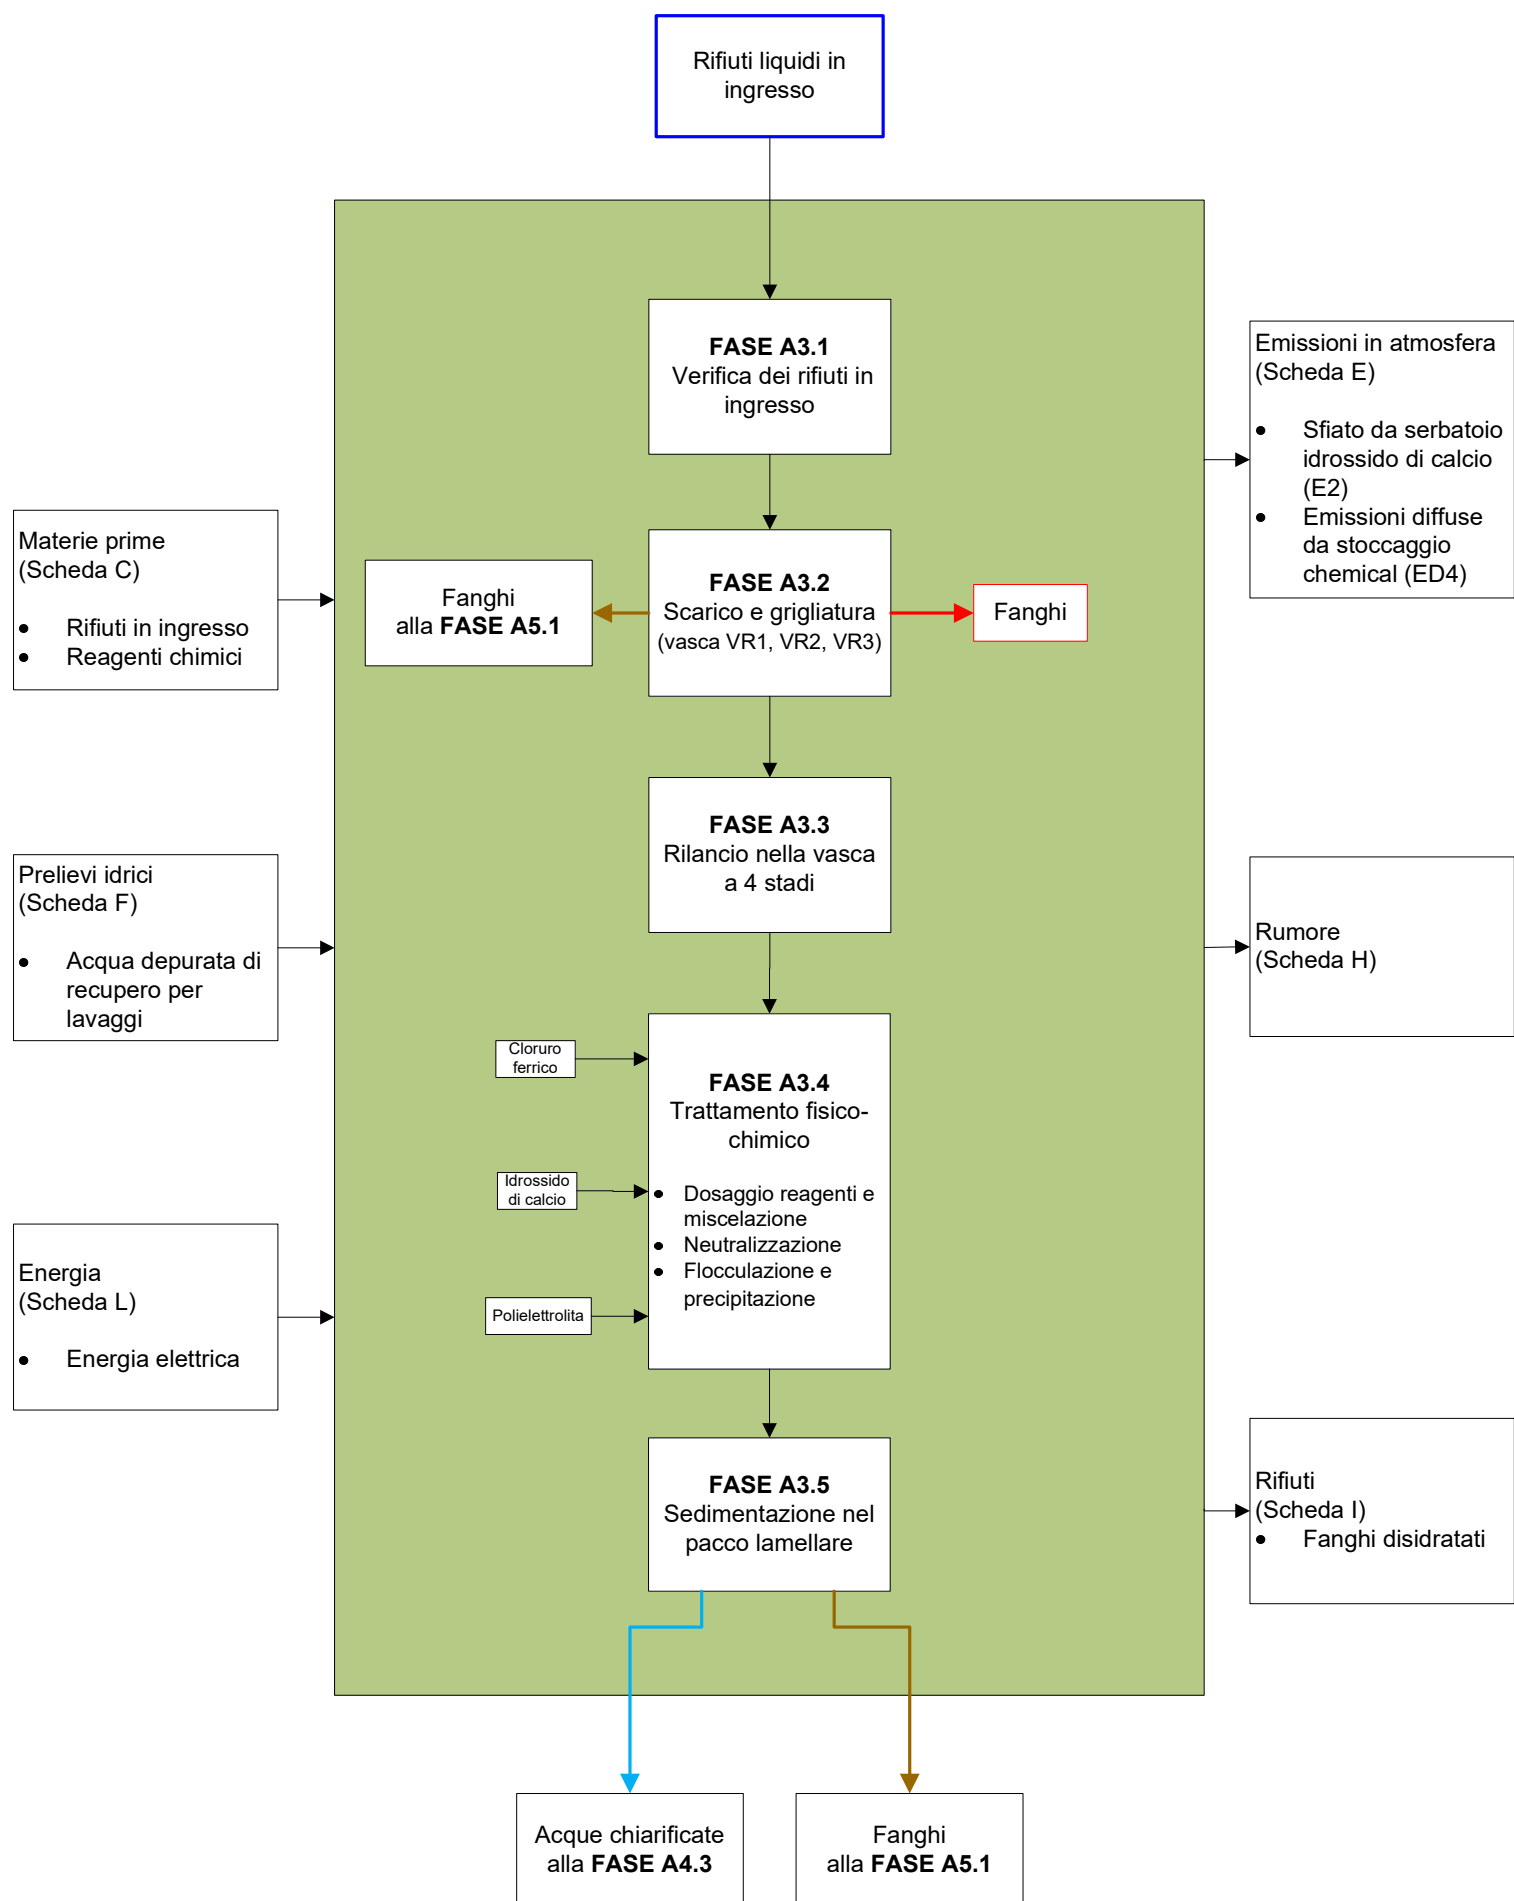 Rifiuti liquidi in
ingresso
FASE A3.1
Verifica dei rifiuti in
ingresso
Emissioni in atmosfera
(Scheda E)
• Sfiato da serbatoio
idrossido di calcio
(E2)
• Emissioni diffuse
da stoccaggio
chemical (ED4)
Materie prime
(Scheda C)
• Rifiuti in ingresso
• Reagenti chimici
Fanghi
alla FASE A5.1
FASE A3.2
Scarico e grigliatura
(vasca VR1, VR2, VR3)
Fanghi
FASE A3.3
Rilancio nella vasca
a 4 stadi
Prelievi idrici
(Scheda F)
• Acqua depurata di
recupero per
lavaggi
Rumore
(Scheda H)
Cloruro
ferrico
Idrossido
di calcio
Polielettrolita
FASE A3.4
Trattamento fisico-
chimico
• Dosaggio reagenti e
miscelazione
• Neutralizzazione
• Flocculazione e
precipitazione
Energia
(Scheda L)
• Energia elettrica
FASE A3.5
Sedimentazione nel
pacco lamellare
Rifiuti
(Scheda I)
• Fanghi disidratati
Acque chiarificate
alla FASE A4.3
Fanghi
alla FASE A5.1